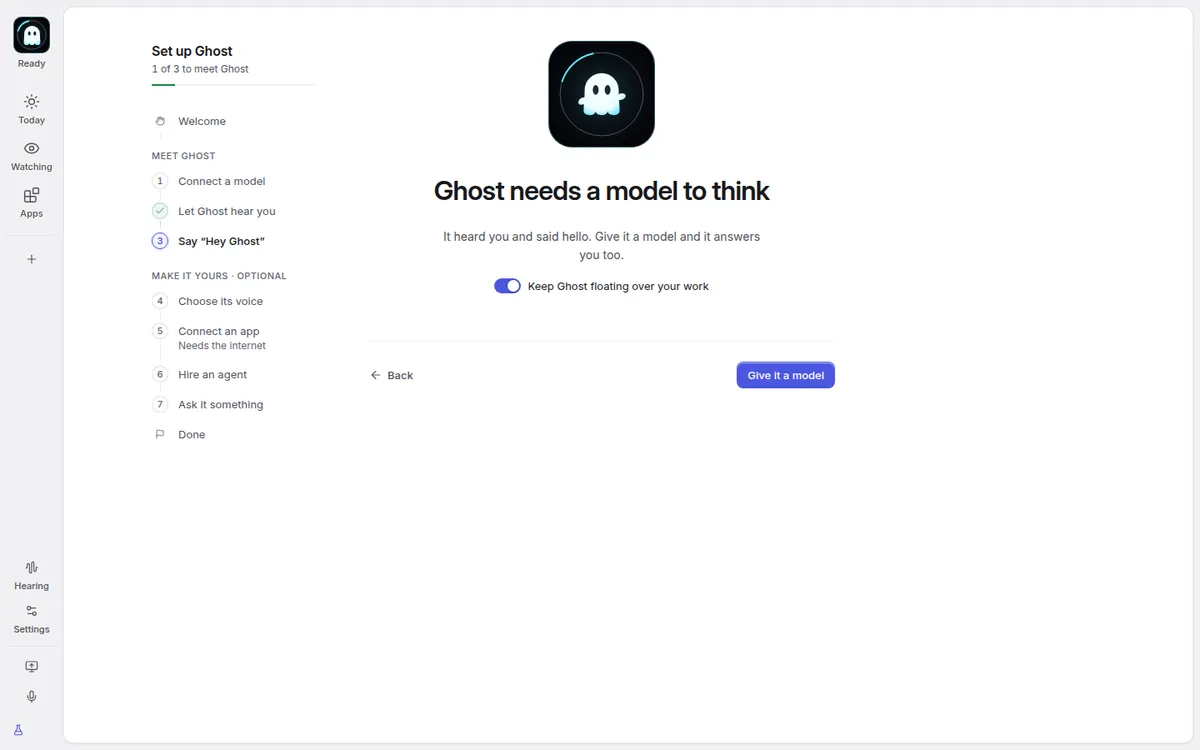 Ready
Today
Watching
Apps
Hearing
Settings
Set up Ghost
1 of 3 to meet Ghost
Welcome
MEET GHOST
1 Connect a model
Let Ghost hear you
3 Say “Hey Ghost”
MAKE IT YOURS · OPTIONAL
4 Choose its voice
5 Connect an app
Needs the internet
6 Hire an agent
7 Ask it something
Done
Ghost needs a model to think
It heard you and said hello. Give it a model and it answers
you too.
Keep Ghost floating over your work
Back
Give it a model